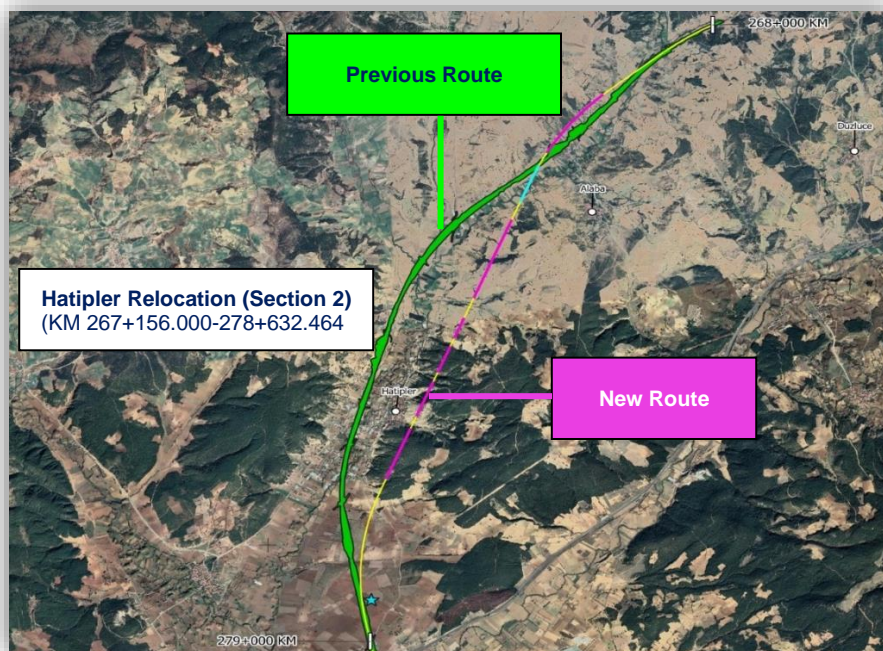 268+000 KM
Previous Route
Duzluce
Alaba
Hatipler Relocation (Section 2)
(KM 267+156.000-278+632.464
Hatipler
New Route
279+000 KM